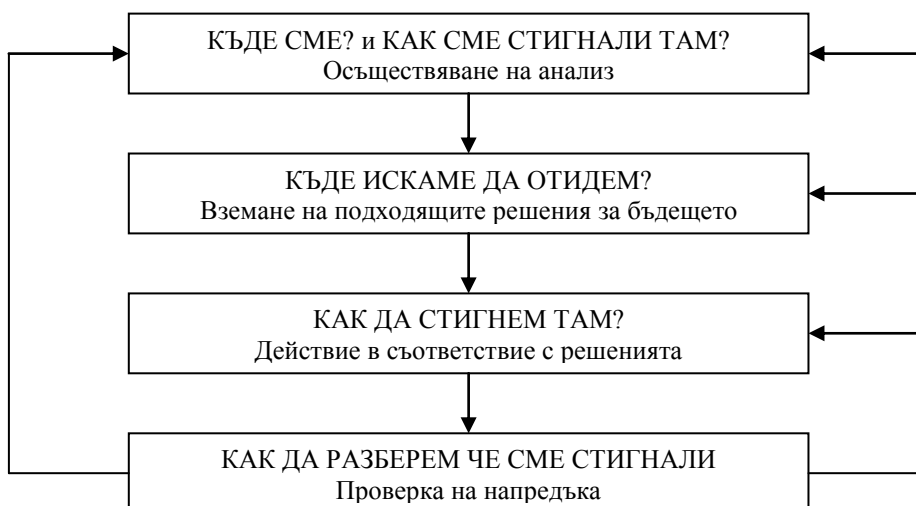 КЪДЕ СМЕ? и КАК СМЕ СТИГНАЛИ ТАМ?
Осъществяване на анализ
КЪДЕ ИСКАМЕ ДА ОТИДЕМ?
Вземане на подходящите решения за бъдещето
КАК ДА СТИГНЕМ ТАМ?
Действие в съответствие с решенията
КАК ДА РАЗБЕРЕМ ЧЕ СМЕ СТИГНАЛИ
Проверка на напредъка